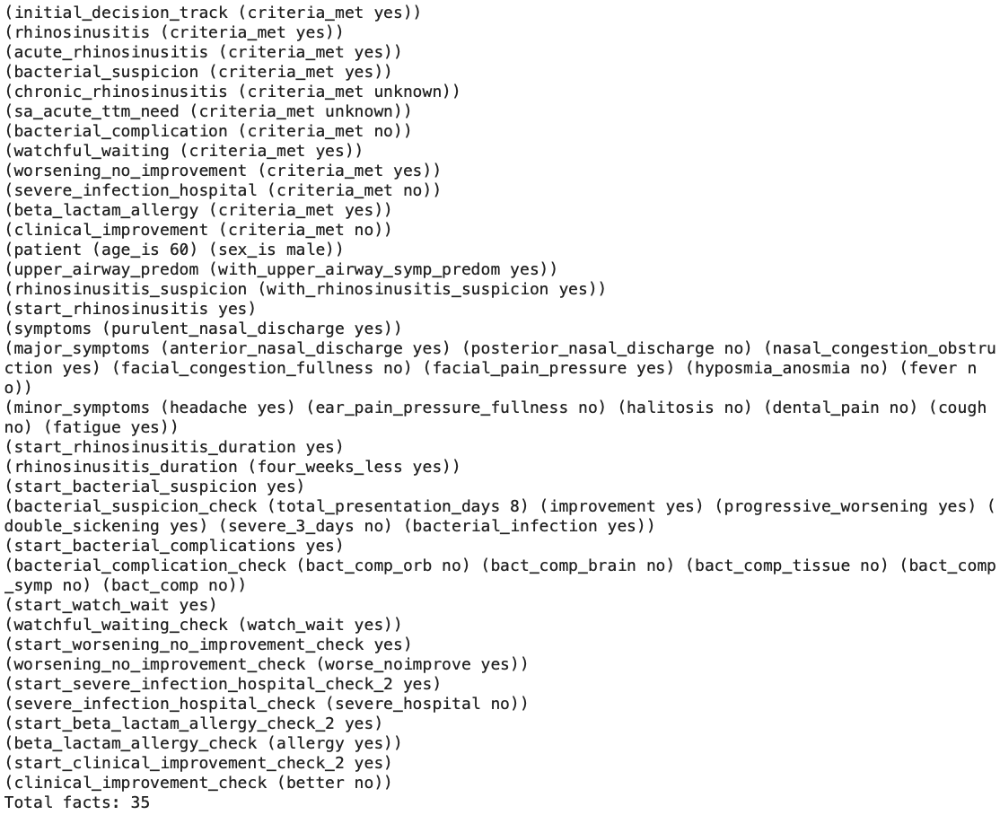 (initial_decision_track (criteria_met yes))
(rhinosinusitis (criteria_met yes))
(acute_rhinosinusitis (criteria_met yes))
(bacterial_suspicion (criteria_met yes))
(chronic_rhinosinusitis (criteria_met unknown))
(sa_acute_ttm_need (criteria_met unknown))
(bacterial_complication (criteria_met no))
(watchful_waiting (criteria_met yes))
(worsening_no_improvement (criteria_met yes))
(severe_infection_hospital (criteria_met no))
(beta_lactam_allergy (criteria_met yes))
(clinical_improvement (criteria_met no))
(patient (age_is 60) (sex_is male))
(upper_airway_predom (with_upper_airway_symp_predom yes))
(rhinosinusitis_suspicion (with_rhinosinusitis_suspicion yes))
(start_rhinosinusitis yes)
(symptoms (purulent_nasal_discharge yes))
(major_symptoms (anterior_nasal_discharge yes) (posterior_nasal_discharge no) (nasal_congestion_obstru
ction yes) (facial_congestion_fullness no) (facial_pain_pressure yes) (hyposmia_anosmia no) (fever n
o))
(minor_symptoms (headache yes) (ear_pain_pressure_fullness no) (halitosis no) (dental_pain no) (cough
no) (fatigue yes))
(start_rhinosinusitis_duration yes)
(rhinosinusitis_duration (four_weeks_less yes))
(start_bacterial_suspicion yes)
(bacterial_suspicion_check (total_presentation_days 8) (improvement yes) (progressive_worsening yes) (
double_sickening yes) (severe_3_days no) (bacterial_infection yes))
(start_bacterial_complications yes)
(bacterial_complication_check (bact_comp_orb no) (bact_comp_brain no) (bact_comp_tissue no) (bact_comp
_symp no) (bact_comp no))
(start_watch_wait yes)
(watchful_waiting_check (watch_wait yes))
(start_worsening_no_improvement_check yes)
(worsening_no_improvement_check (worse_noimprove yes))
(start_severe_infection_hospital_check_2 yes)
(severe_infection_hospital_check (severe_hospital no))
(start_beta_lactam_allergy_check_2 yes)
(beta_lactam_allergy_check (allergy yes))
(start_clinical_improvement_check_2 yes)
(clinical_improvement_check (better no))
Total facts: 35